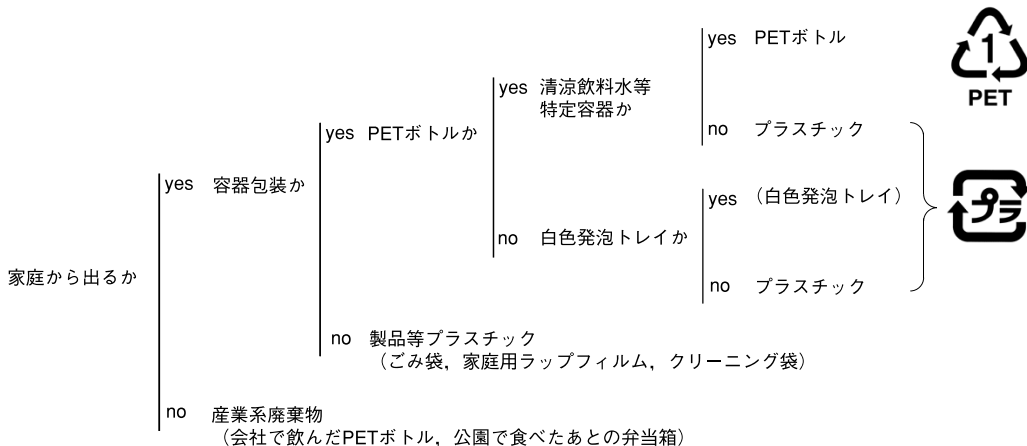 家庭から出るか
yes 容器包装か
yes PETボトルか
yes 清涼飲料水等
特定容器か
yes PETボトル
no プラスチック
no 白色発泡トレイか
yes （白色発泡トレイ）
no プラスチック
no 製品等プラスチック
（ごみ袋，家庭用ラップフィルム，クリーニング袋）
no 産業系廃棄物
（会社で飲んだPETボトル，公園で食べたあとの弁当箱）
1
PET
プラ